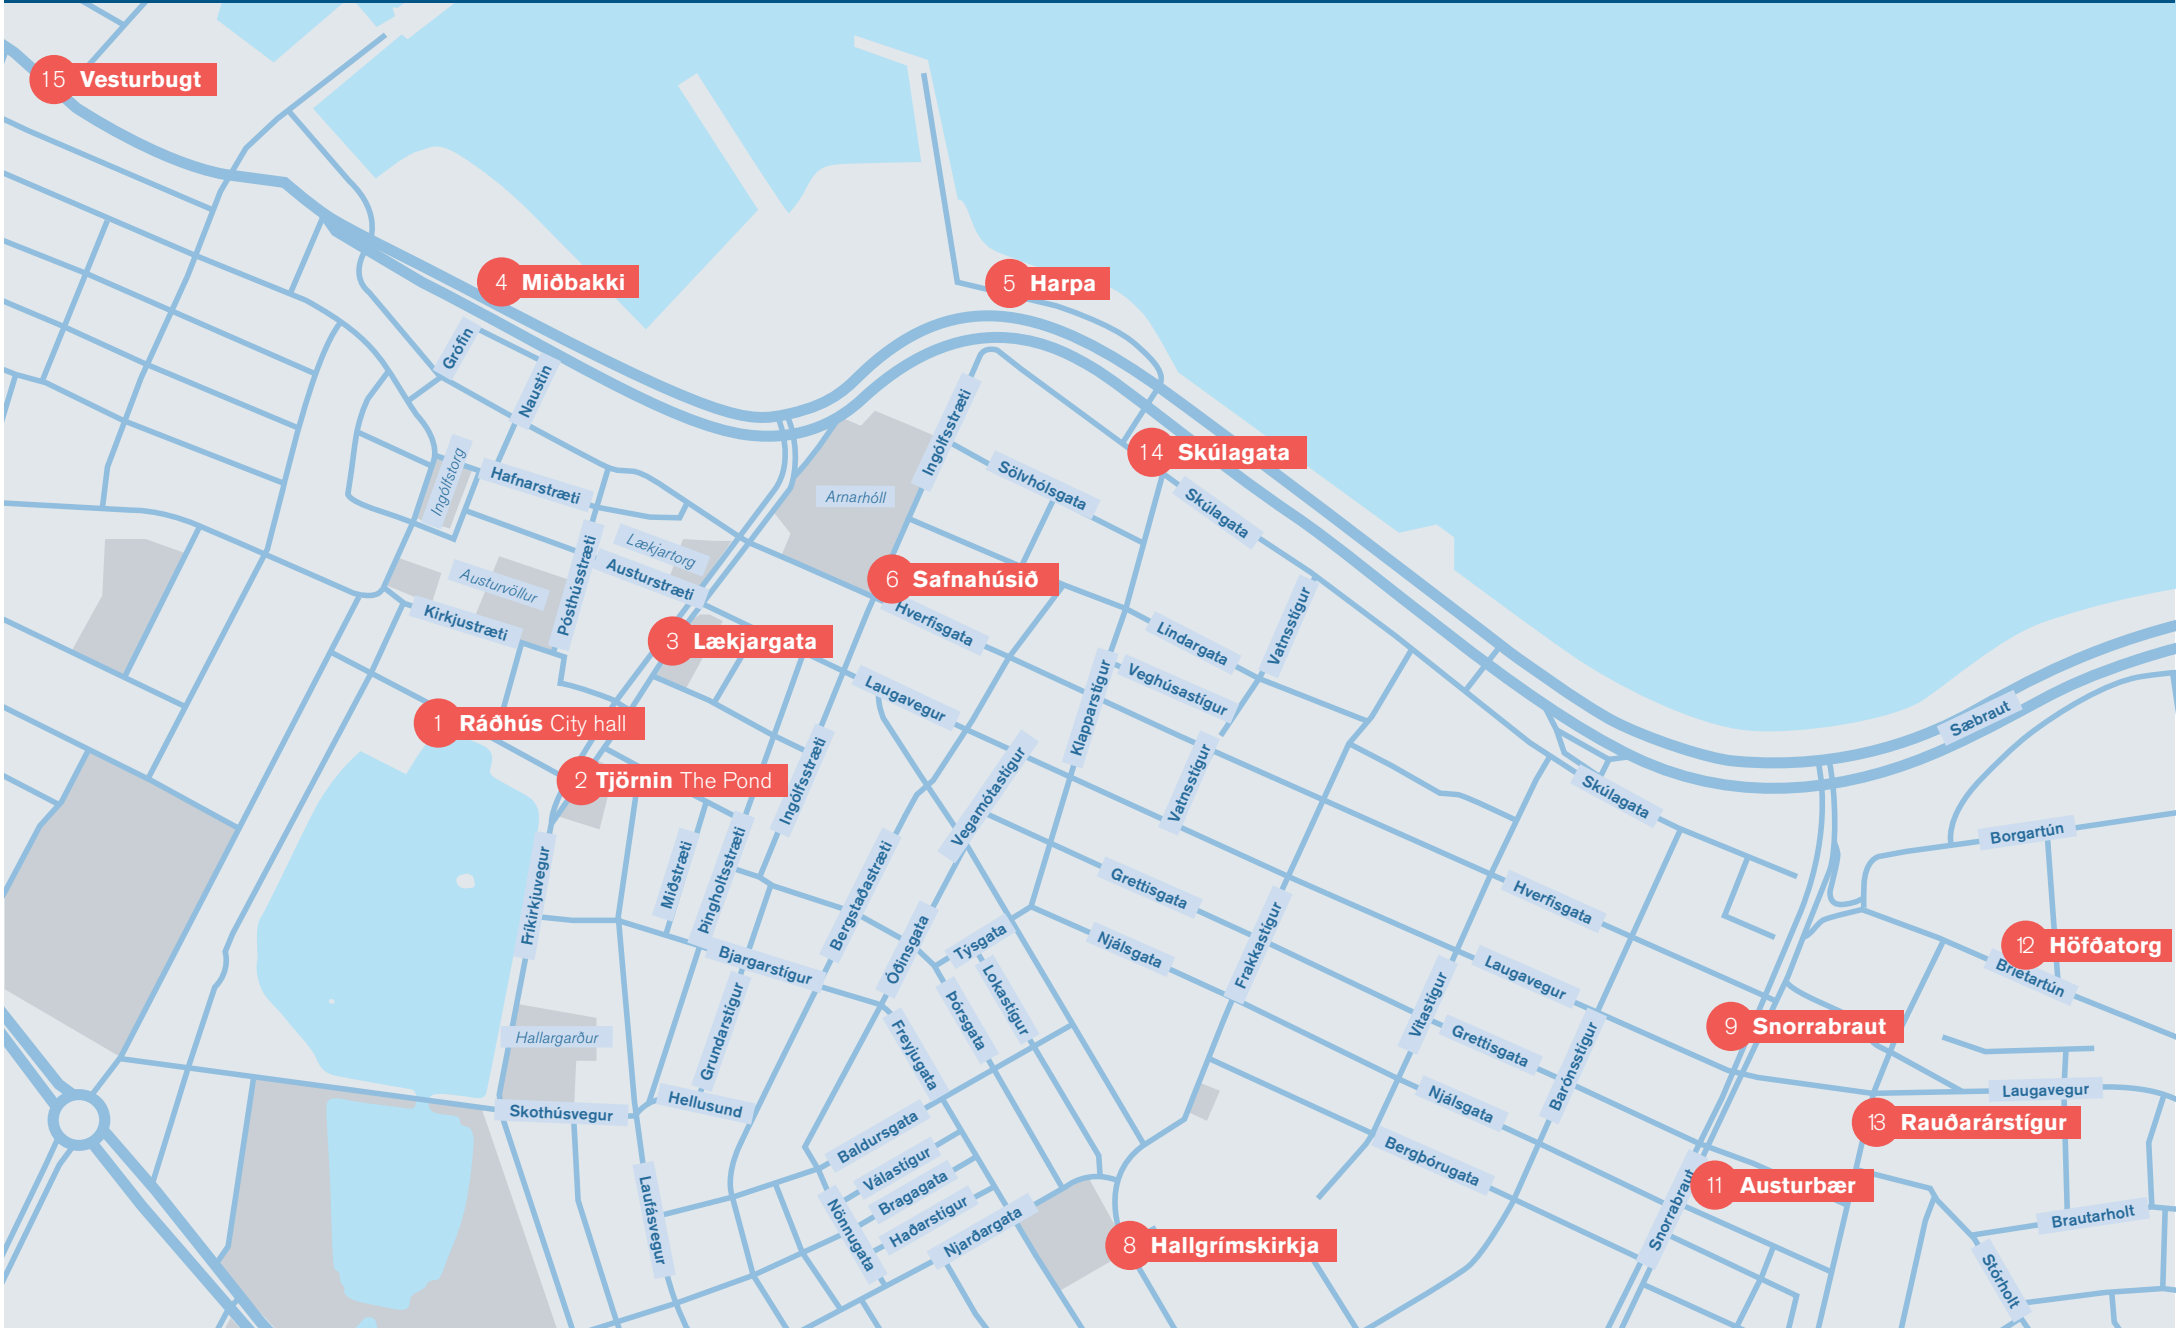 15 Vesturbugt
4 Miðbakki
5 Harpa
Grófin
Naustin
Ingólfsstræti
14 Skúlagata
Ingólfstorg
Hafnarstræti
Arnarhóll
Sölvhólsgata
Skúlagata
Lækjartorg
Pósthússtræti
Austurstræti
Austurvöllur
6 Safnahúsið
Kirkjustræti
Hverfisgata
Lindargata
Vatnsstígur
3 Lækjargata
Veghúsastígur
Klapparstígur
Laugavegur
1 Ráðhús City hall
Sæbraut
2 Tjörnin The Pond
Ingólfsstræti
Vegamótastígur
Vatnsstígur
Skúlagata
Borgartún
Miðstræti
Þingholtsstræti
Bergstaðastræti
Grettisgata
Hverfisgata
Fríkirkjuvegur
Óðinsgata
Týsgata
Njálsgata
Frakkastígur
12 Höfðatorg
Bríetartún
Bjargarstígur
Lokastígur
Laugavegur
Þórsgata
Vitastígur
9 Snorrabraut
Hallargarður
Grundarstígur
Freyjugata
Grettisgata
Barónsstígur
Laugavegur
Skothúsvegur
Hellusund
Njálsgata
13 Rauðarárstígur
Baldursgata
Bergþórugata
Válastígur
11 Austurbær
Bragagata
Laufásvegur
Nönnugata
Haðarstígur
Njarðargata
Snorrabraut
Brautarholt
8 Hallgrímskirkja
Stórholt